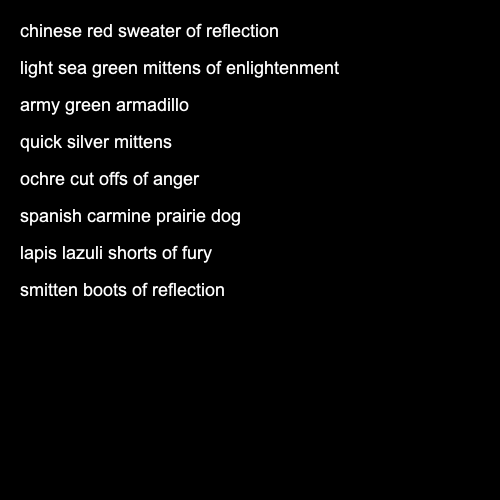 chinese red sweater of reflection
light sea green mittens of enlightenment
army green armadillo
quick silver mittens
ochre cut offs of anger
spanish carmine prairie dog
lapis lazuli shorts of fury
smitten boots of reflection